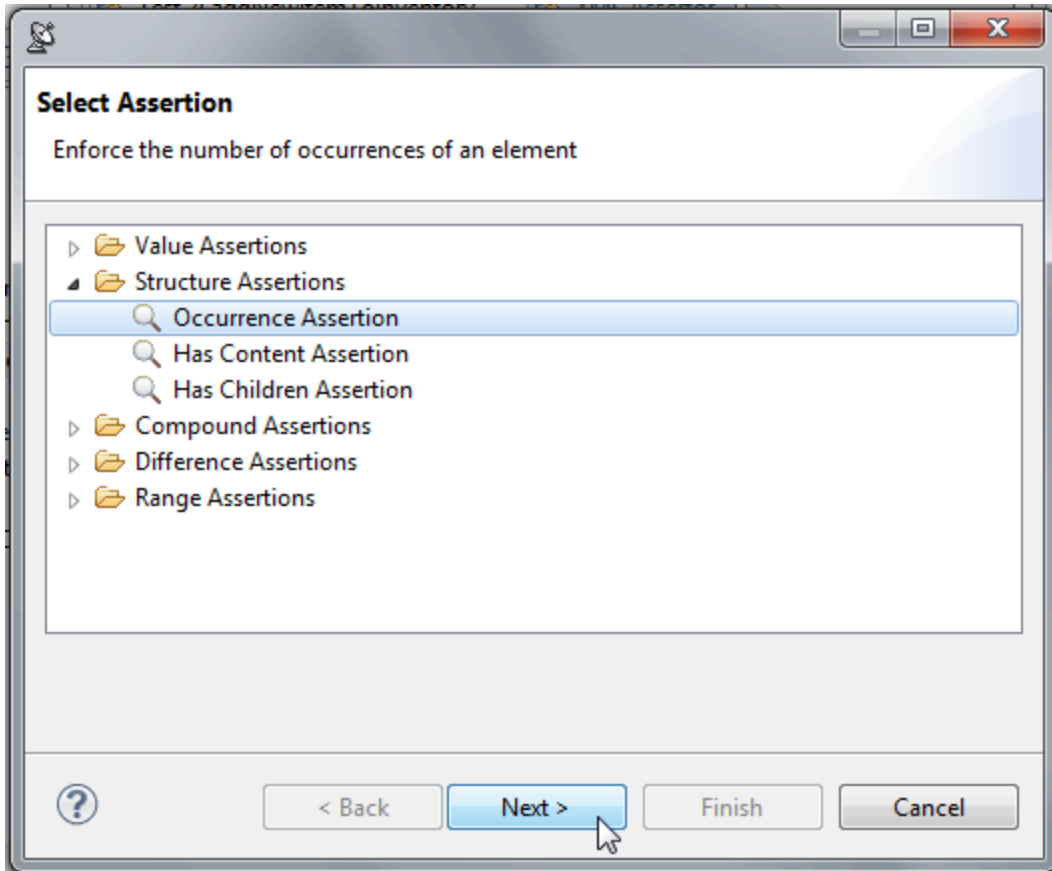 Select Assertion
Enforce the number of occurrences of an element
Value Assertions
Structure Assertions
Occurrence Assertion
Has Content Assertion
Has Children Assertion
Compound Assertions
Difference Assertions
Range Assertions
? < Back Next > Finish Cancel